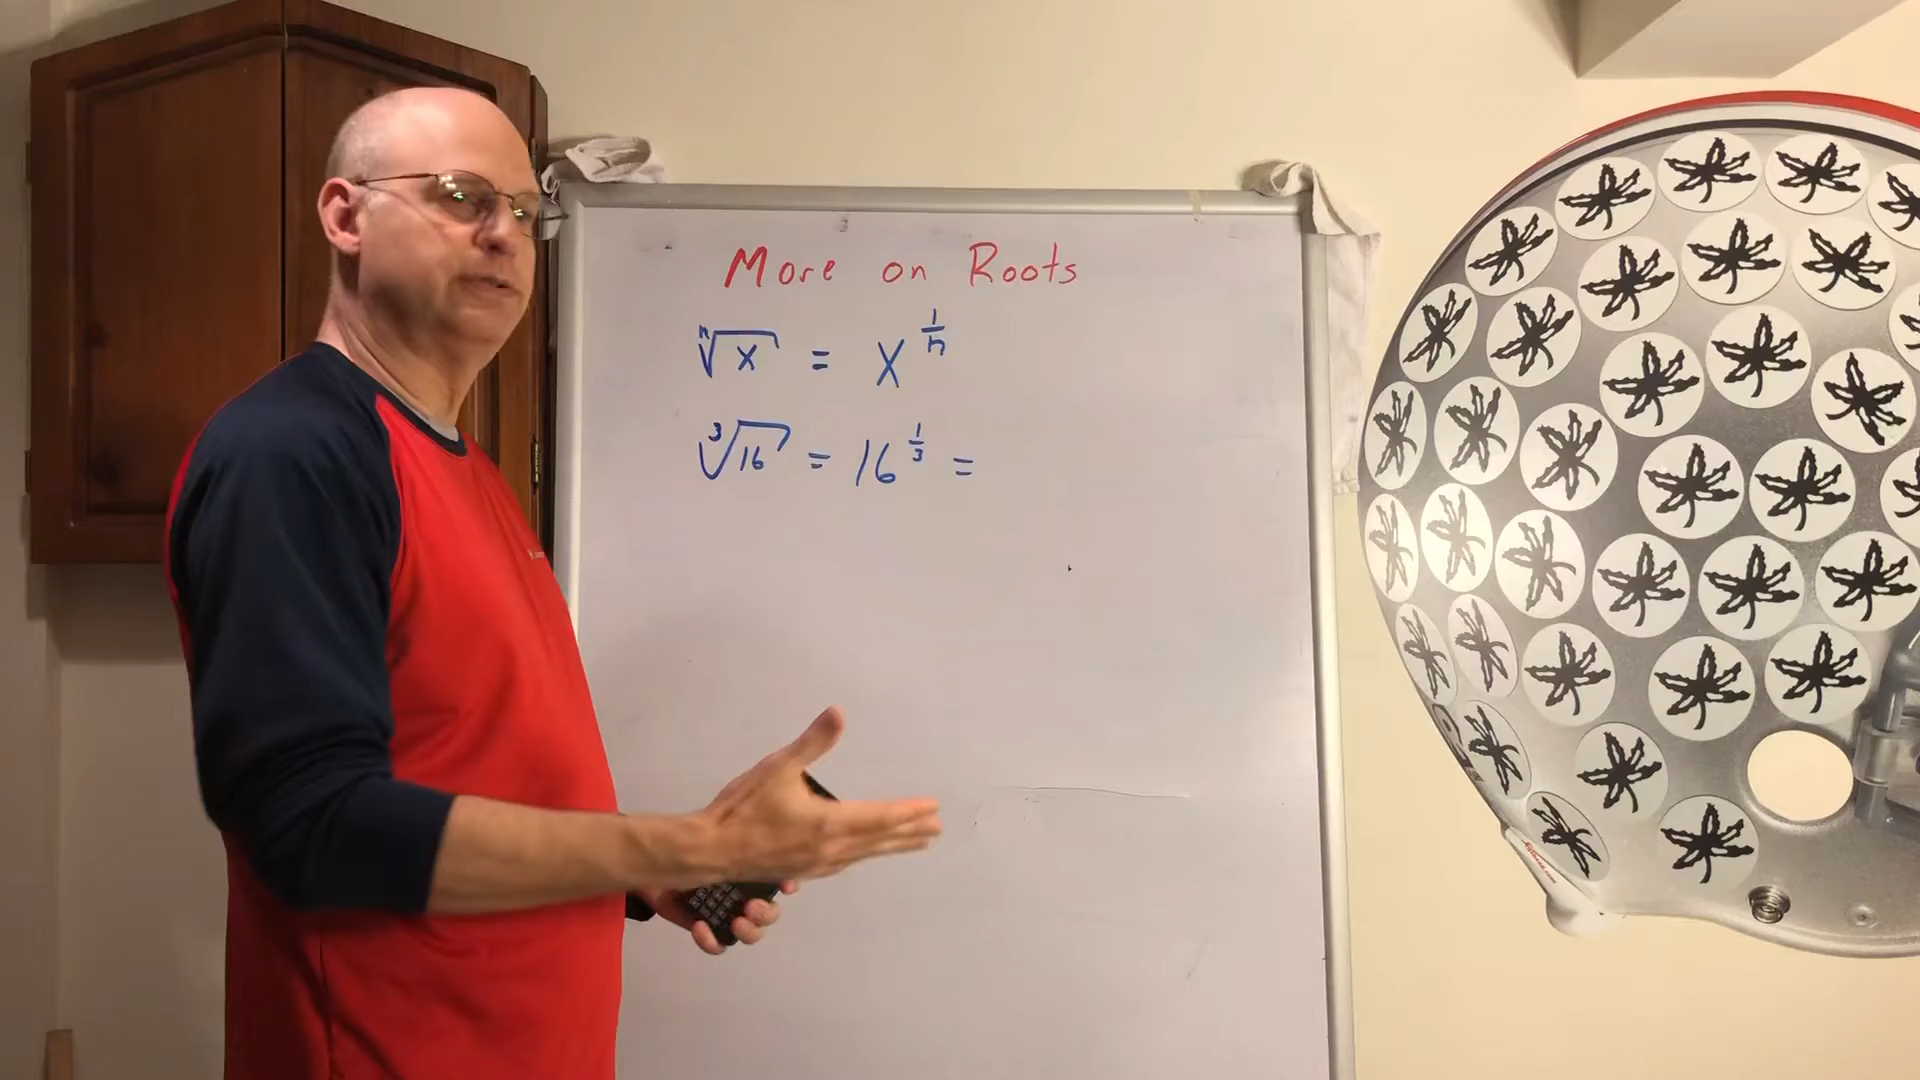 More on Roots
ⁿ√x = x^(1/n)
³√16 = 16^(1/3) =